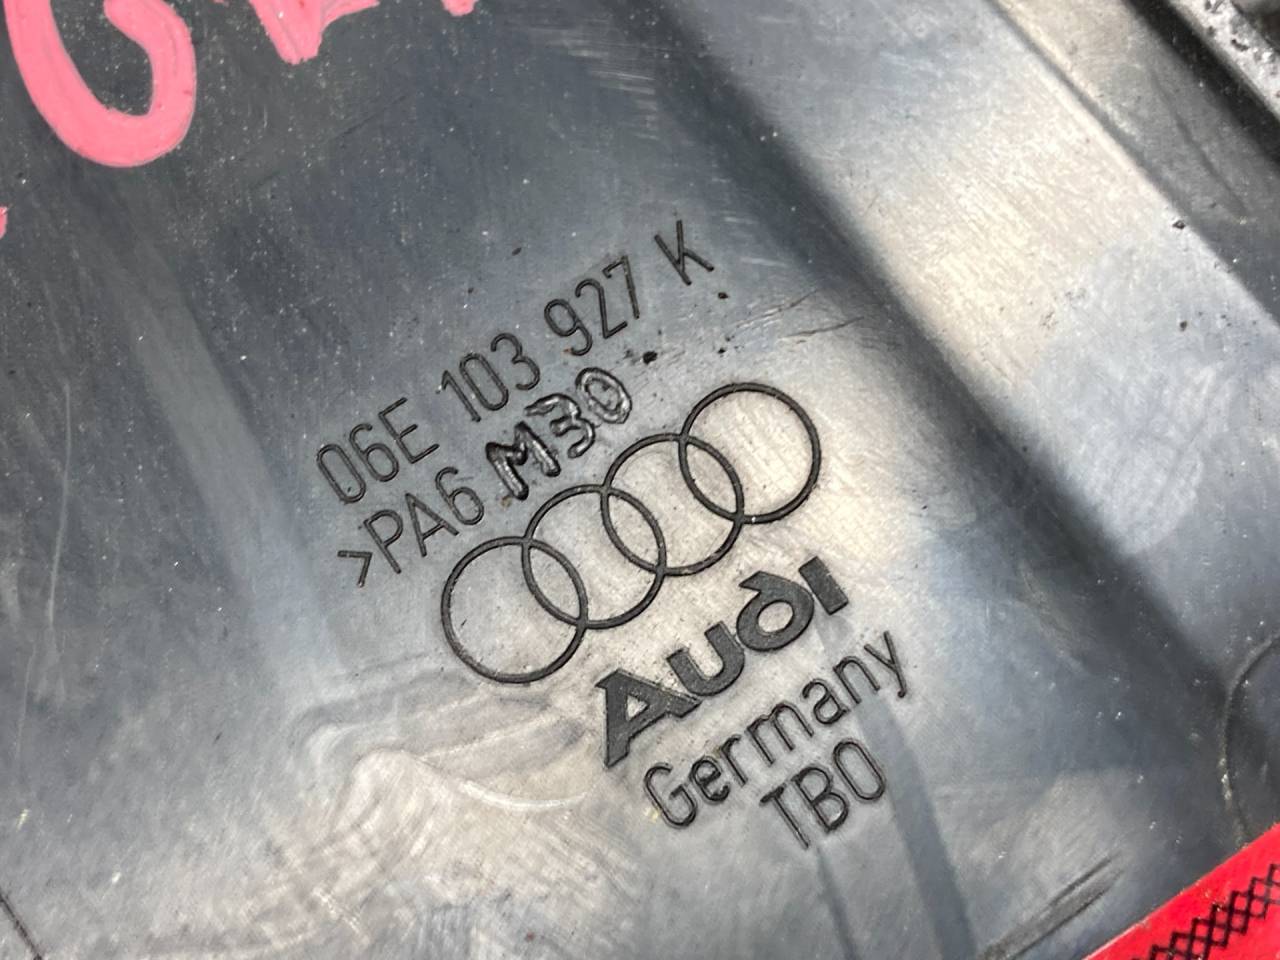 06E 103 927 K
>PA6 M30
Audi
Germany
TBO